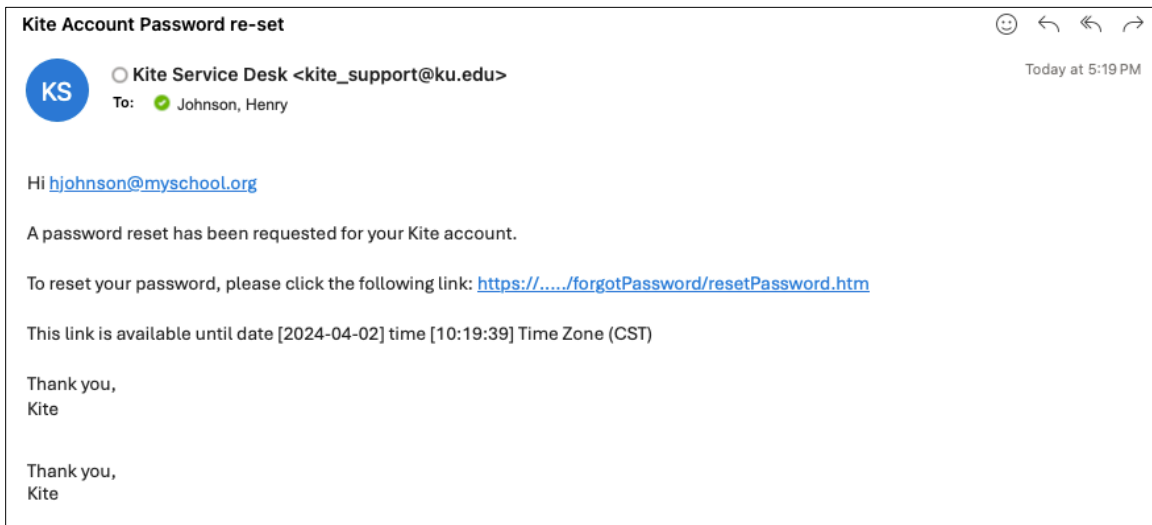 Kite Account Password re-set
KS
Kite Service Desk <kite_support@ku.edu>
Today at 5:19 PM
To: Johnson, Henry
Hi hjohnson@myschool.org
A password reset has been requested for your Kite account.
To reset your password, please click the following link: https://...../forgotPassword/resetPassword.htm
This link is available until date [2024-04-02] time [10:19:39] Time Zone (CST)
Thank you,
Kite
Thank you,
Kite